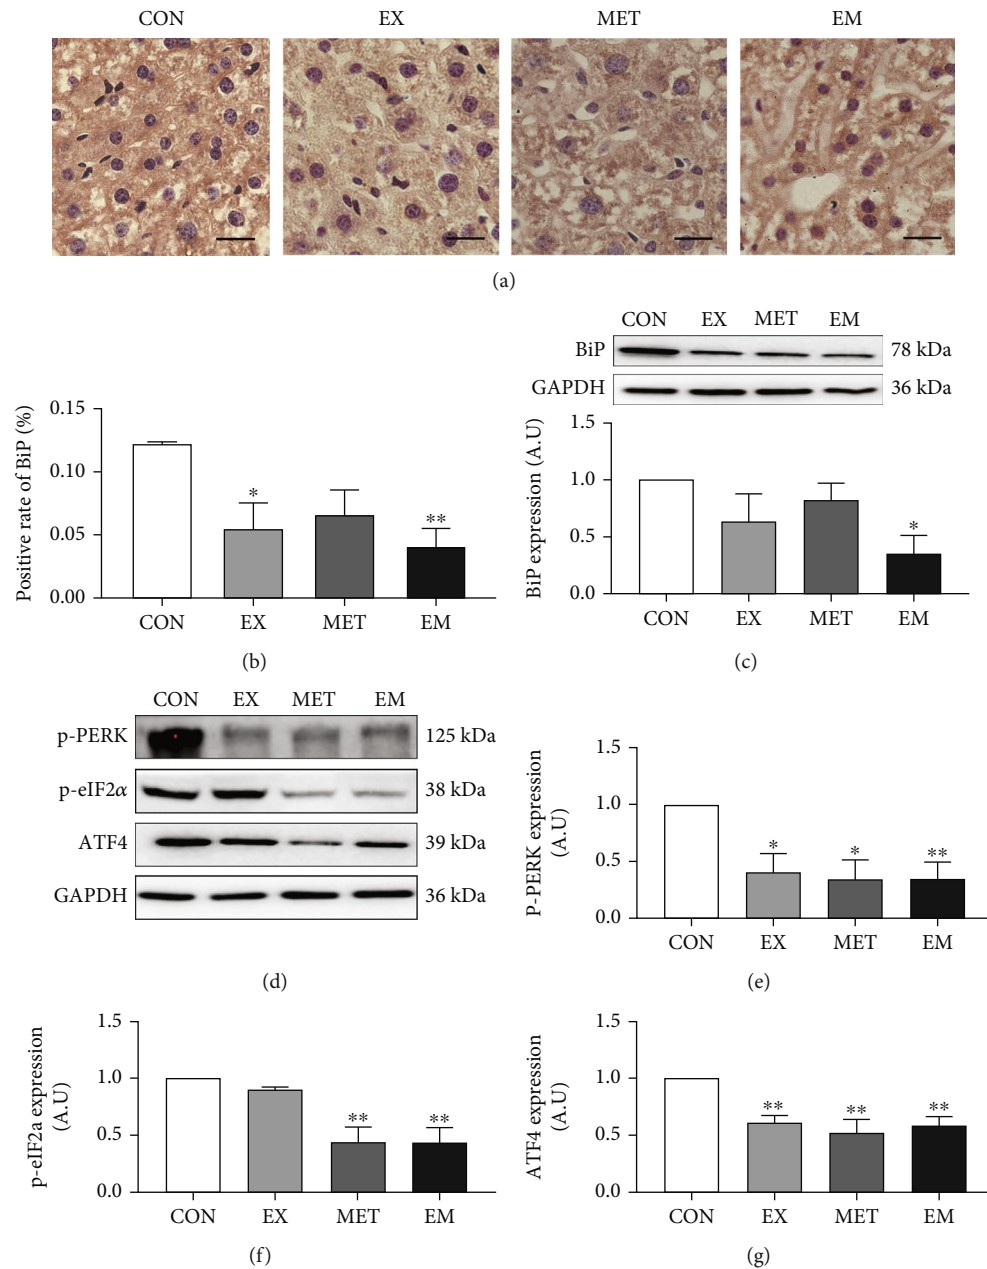 CON EX MET EM
(a)
Positive rate of BiP (%)
0.15
0.10
0.05
0.00
*
**
CON EX MET EM
(b)
CON EX MET EM
BiP 78 kDa
GAPDH 36 kDa
BiP expression (A.U)
1.5
1.0
0.5
0.0
*
CON EX MET EM
(c)
CON EX MET EM
p-PERK 125 kDa
p-eIF2α 38 kDa
ATF4 39 kDa
GAPDH 36 kDa
(d)
P-PERK expression
(A.U)
1.5
1.0
0.5
0.0
* * **
CON EX MET EM
(e)
p-eIF2a expression
(A.U)
1.5
1.0
0.5
0.0
** **
CON EX MET EM
(f)
ATF4 expression
(A.U)
1.5
1.0
0.5
0.0
** ** **
CON EX MET EM
(g)